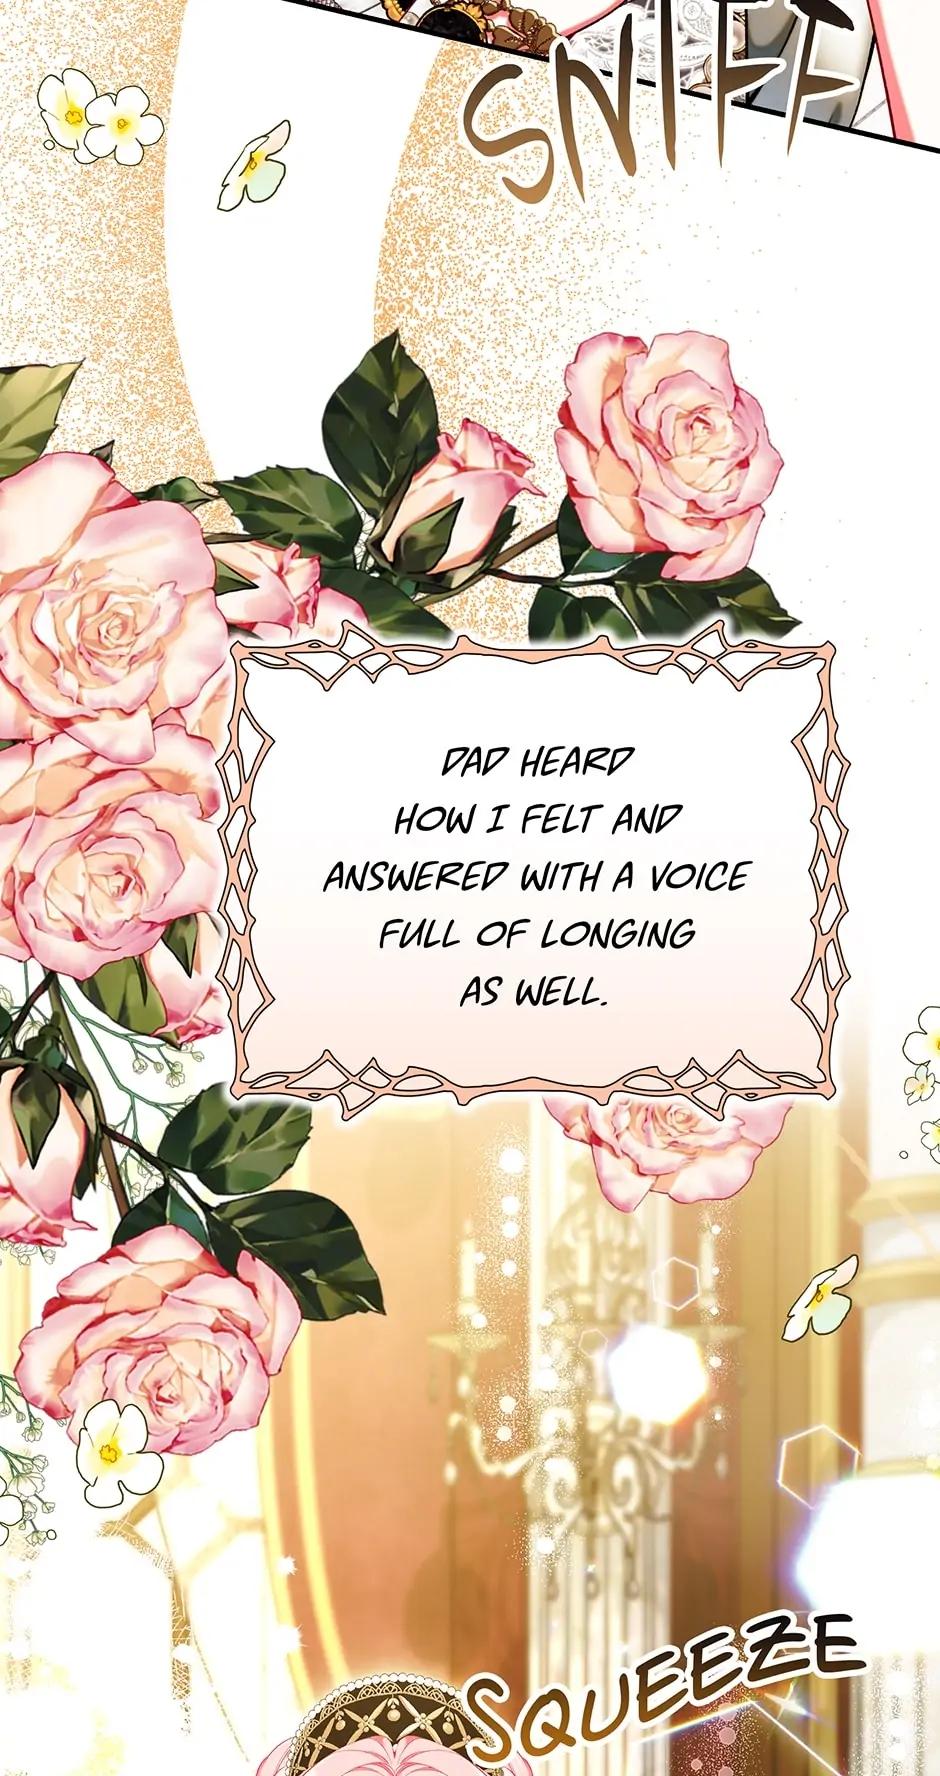 SNIFF
DAD HEARD
HOW I FELT AND
ANSWERED WITH A VOICE
FULL OF LONGING
AS WELL.
SQUEEZE